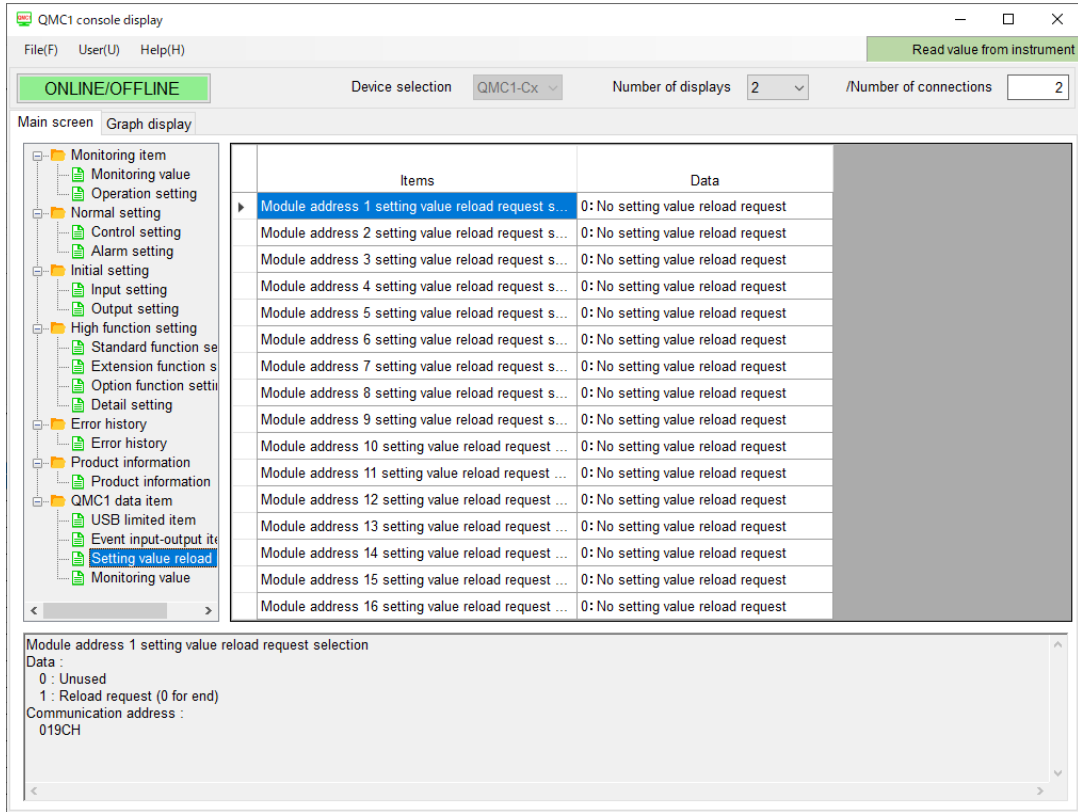 QMC1 console display
File(F) User(U) Help(H) Read value from instrument
ONLINE/OFFLINE Device selection QMC1-Cx Number of displays 2 /Number of connections 2
Main screen Graph display
Monitoring item
Monitoring value
Operation setting
Normal setting
Control setting
Alarm setting
Initial setting
Input setting
Output setting
High function setting
Standard function se
Extension function s
Option function settin
Detail setting
Error history
Error history
Product information
Product information
QMC1 data item
USB limited item
Event input-output ite
Setting value reload
Monitoring value
Items Data
Module address 1 setting value reload request s... 0: No setting value reload request
Module address 2 setting value reload request s... 0: No setting value reload request
Module address 3 setting value reload request s... 0: No setting value reload request
Module address 4 setting value reload request s... 0: No setting value reload request
Module address 5 setting value reload request s... 0: No setting value reload request
Module address 6 setting value reload request s... 0: No setting value reload request
Module address 7 setting value reload request s... 0: No setting value reload request
Module address 8 setting value reload request s... 0: No setting value reload request
Module address 9 setting value reload request s... 0: No setting value reload request
Module address 10 setting value reload request ... 0: No setting value reload request
Module address 11 setting value reload request ... 0: No setting value reload request
Module address 12 setting value reload request ... 0: No setting value reload request
Module address 13 setting value reload request ... 0: No setting value reload request
Module address 14 setting value reload request ... 0: No setting value reload request
Module address 15 setting value reload request ... 0: No setting value reload request
Module address 16 setting value reload request ... 0: No setting value reload request
Module address 1 setting value reload request selection
Data :
0 : Unused
1 : Reload request (0 for end)
Communication address :
019CH